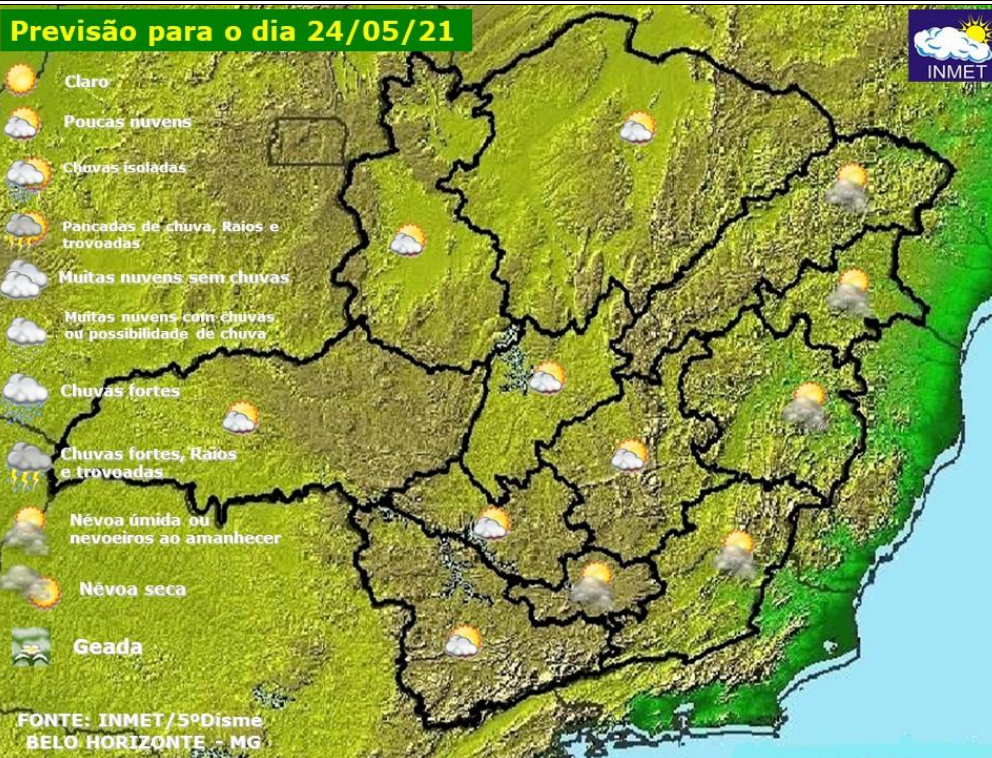 Previsão para o dia 24/05/21
INMET
Claro
Poucas nuvens
Chuvas isoladas
Pancadas de chuva, Raios e
trovoadas
Muitas nuvens sem chuvas
Muitas nuvens com chuvas
ou possibilidade de chuva
Chuvas fortes
Chuvas fortes, Raios
e trovoadas
Névoa úmida ou
nevoeiros ao amanhecer
Névoa seca
Geada
FONTE: INMET/5ºDisme
BELO HORIZONTE - MG